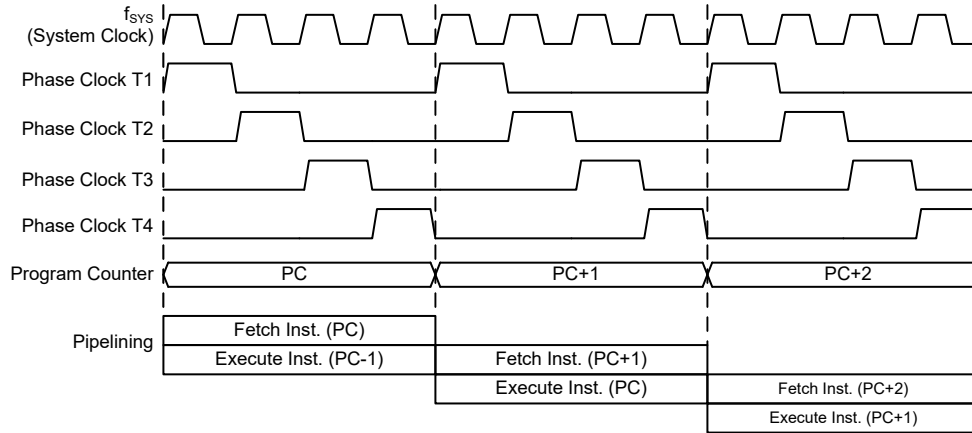 fSYS
(System Clock)
Phase Clock T1
Phase Clock T2
Phase Clock T3
Phase Clock T4
Program Counter
PC
PC+1
PC+2
Pipelining
Fetch Inst. (PC)
Execute Inst. (PC-1)
Fetch Inst. (PC+1)
Execute Inst. (PC)
Fetch Inst. (PC+2)
Execute Inst. (PC+1)